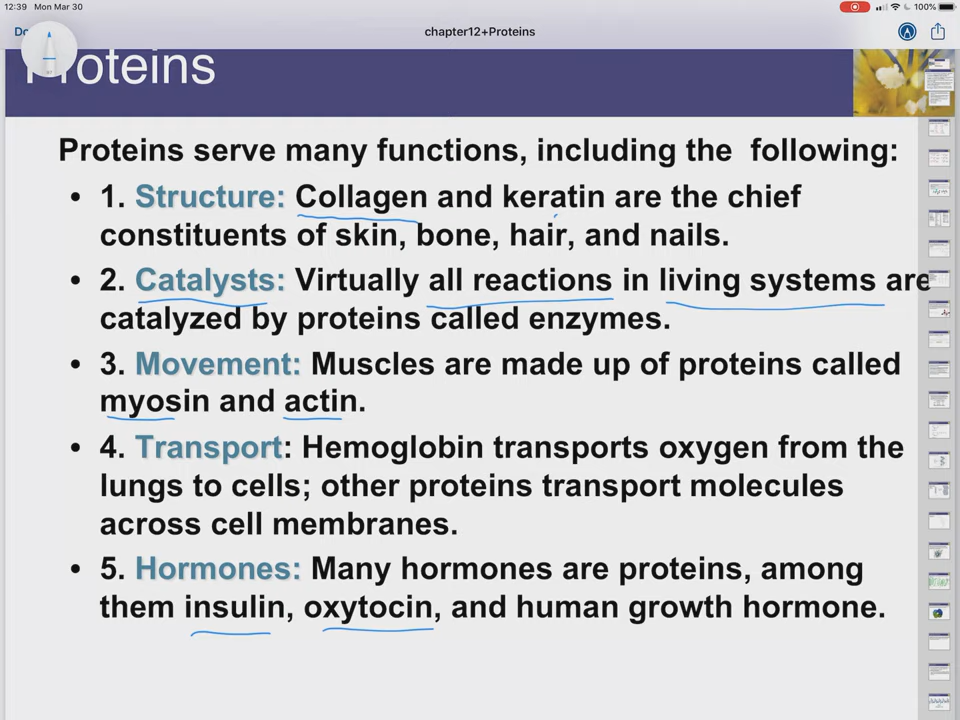 12:39 Mon Mar 30
100%
chapter12+Proteins
Proteins
Proteins serve many functions, including the following:
• 1. Structure: Collagen and keratin are the chief
constituents of skin, bone, hair, and nails.
• 2. Catalysts: Virtually all reactions in living systems are
catalyzed by proteins called enzymes.
• 3. Movement: Muscles are made up of proteins called
myosin and actin.
• 4. Transport: Hemoglobin transports oxygen from the
lungs to cells; other proteins transport molecules
across cell membranes.
• 5. Hormones: Many hormones are proteins, among
them insulin, oxytocin, and human growth hormone.